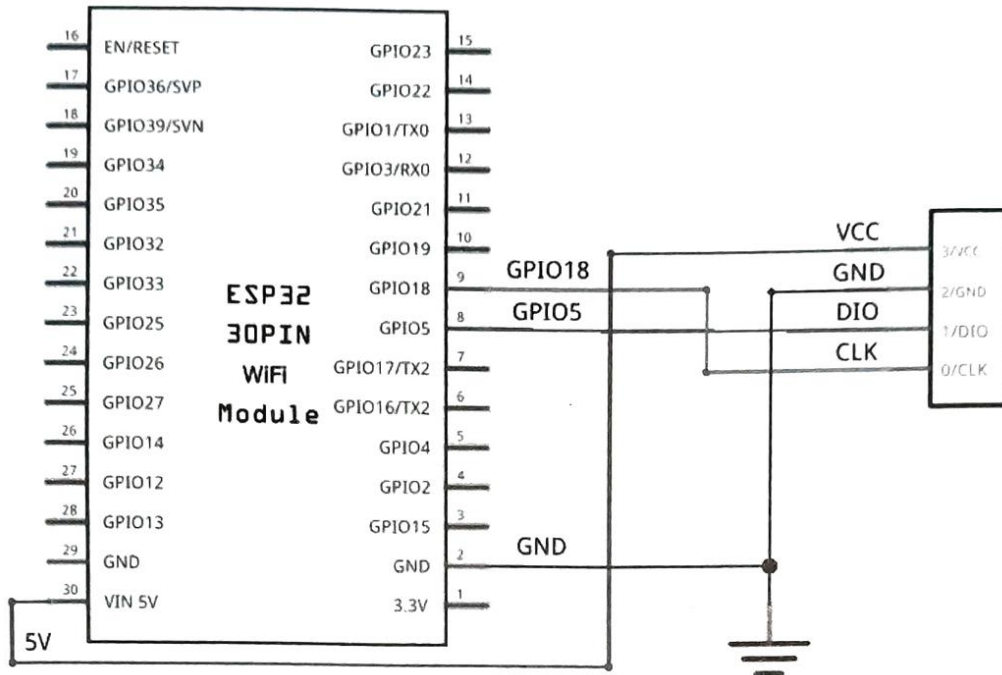 16 EN/RESET
17 GPIO36/SVP
18 GPIO39/SVN
19 GPIO34
20 GPIO35
21 GPIO32
22 GPIO33
23 GPIO25
24 GPIO26
25 GPIO27
26 GPIO14
27 GPIO12
28 GPIO13
29 GND
30 VIN 5V
5V
ESP32
30PIN
WiFi
Module
GPIO23 15
GPIO22 14
GPIO1/TX0 13
GPIO3/RX0 12
GPIO21 11
GPIO19 10
GPIO18 9 GPIO18
GPIO5 8 GPIO5
GPIO17/TX2 7
GPIO16/TX2 6
GPIO4 5
GPIO2 4
GPIO15 3
GND 2 GND
3.3V 1
VCC 3/VCC
GND 2/GND
DIO 1/DIO
CLK 0/CLK